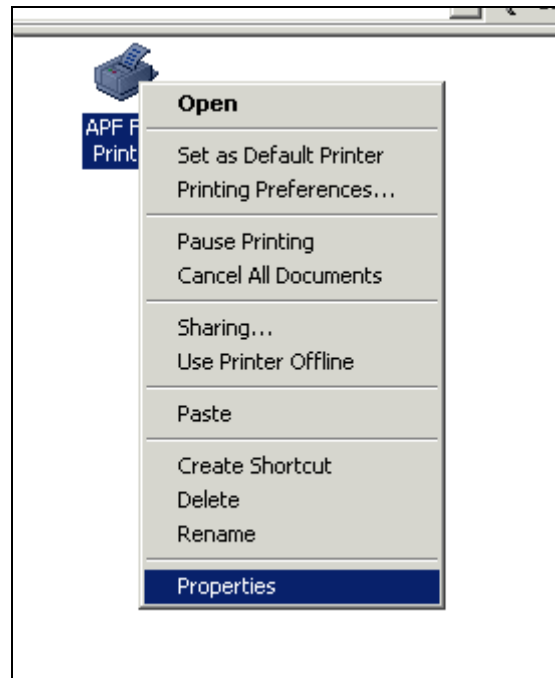 APF F
Print
Open
Set as Default Printer
Printing Preferences...
Pause Printing
Cancel All Documents
Sharing...
Use Printer Offline
Paste
Create Shortcut
Delete
Rename
Properties